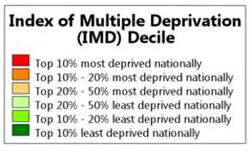 Index of Multiple Deprivation
(IMD) Decile
Top 10% most deprived nationally
Top 10% - 20% most deprived nationally
Top 20% - 50% most deprived nationally
Top 20% - 50% least deprived nationally
Top 10% - 20% least deprived nationally
Top 10% least deprived nationally